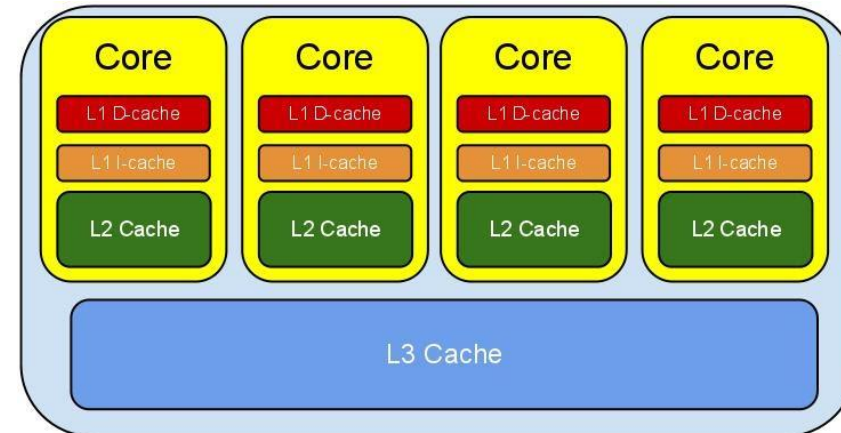 Core Core Core Core
L1 D-cache L1 D-cache L1 D-cache L1 D-cache
L1 I-cache L1 I-cache L1 I-cache L1 I-cache
L2 Cache L2 Cache L2 Cache L2 Cache
L3 Cache